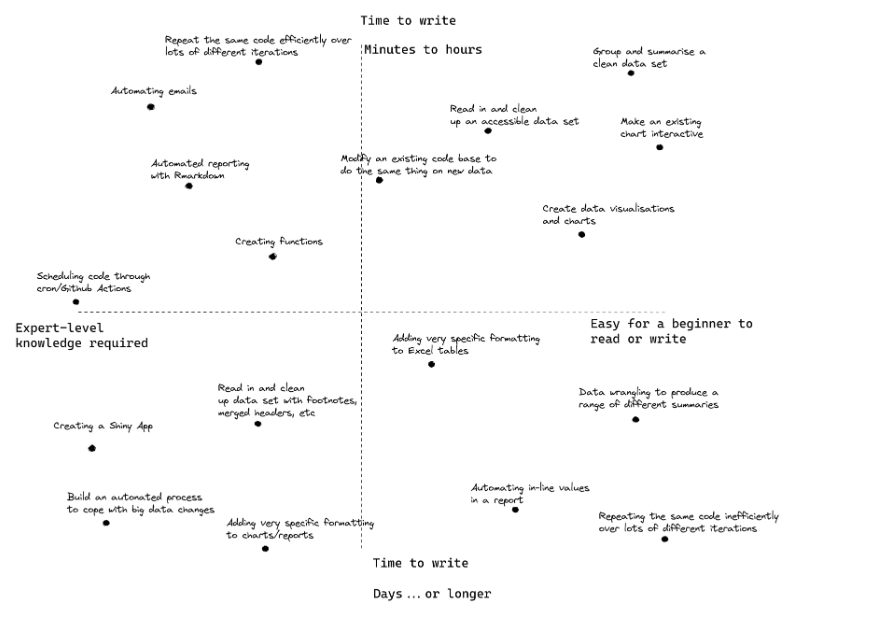 Time to write
Minutes to hours
Repeat the same code efficiently over
lots of different iterations
Group and summarise a
clean data set
Automating emails
Read in and clean
up an accessible data set
Make an existing
chart interactive
Modify an existing code base to
do the same thing on new data
Automated reporting
with Rmarkdown
Create data visualisations
and charts
Creating functions
Scheduling code through
cron/Github Actions
Expert-level
knowledge required
Easy for a beginner to
read or write
Adding very specific formatting
to Excel tables
Read in and clean
up data set with footnotes,
merged headers, etc
Data wrangling to produce a
range of different summaries
Creating a Shiny App
Build an automated process
to cope with big data changes
Automating in-line values
in a report
Adding very specific formatting
to charts/reports
Repeating the same code inefficiently
over lots of different iterations
Time to write
Days ... or longer